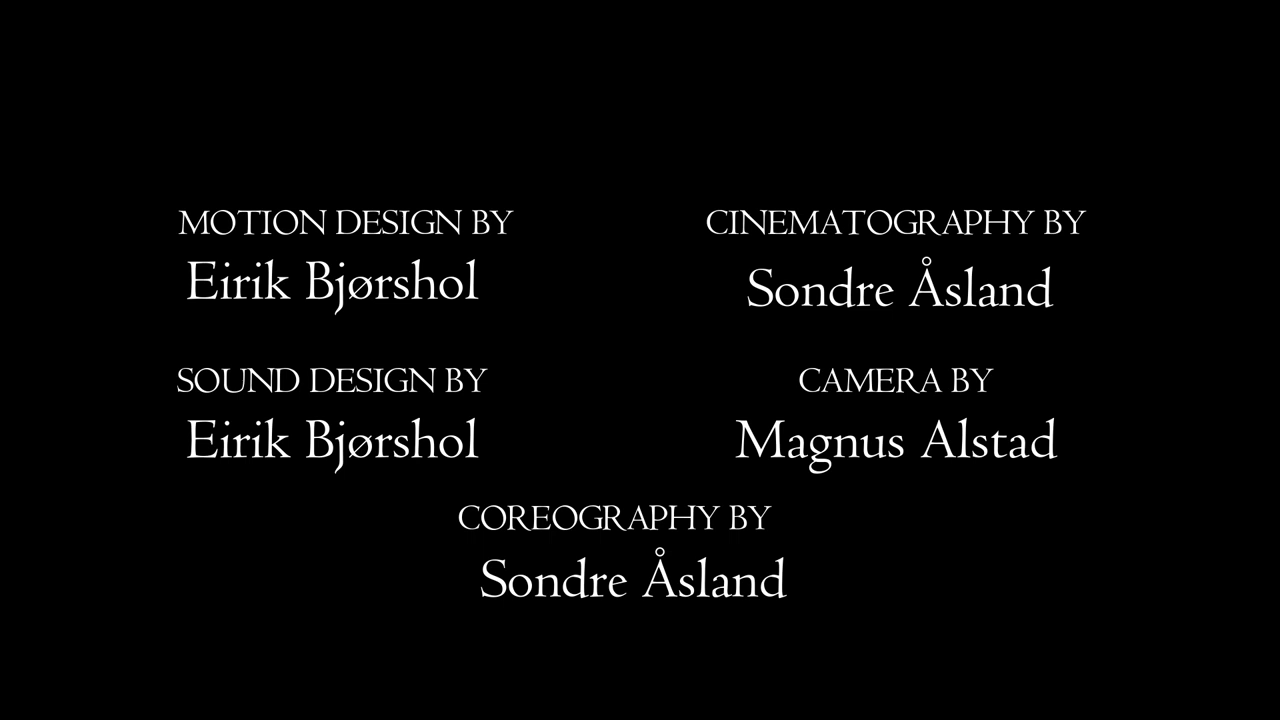 MOTION DESIGN BY
Eirik Bjørshol
CINEMATOGRAPHY BY
Sondre Åsland
SOUND DESIGN BY
Eirik Bjørshol
CAMERA BY
Magnus Alstad
COREOGRAPHY BY
Sondre Åsland